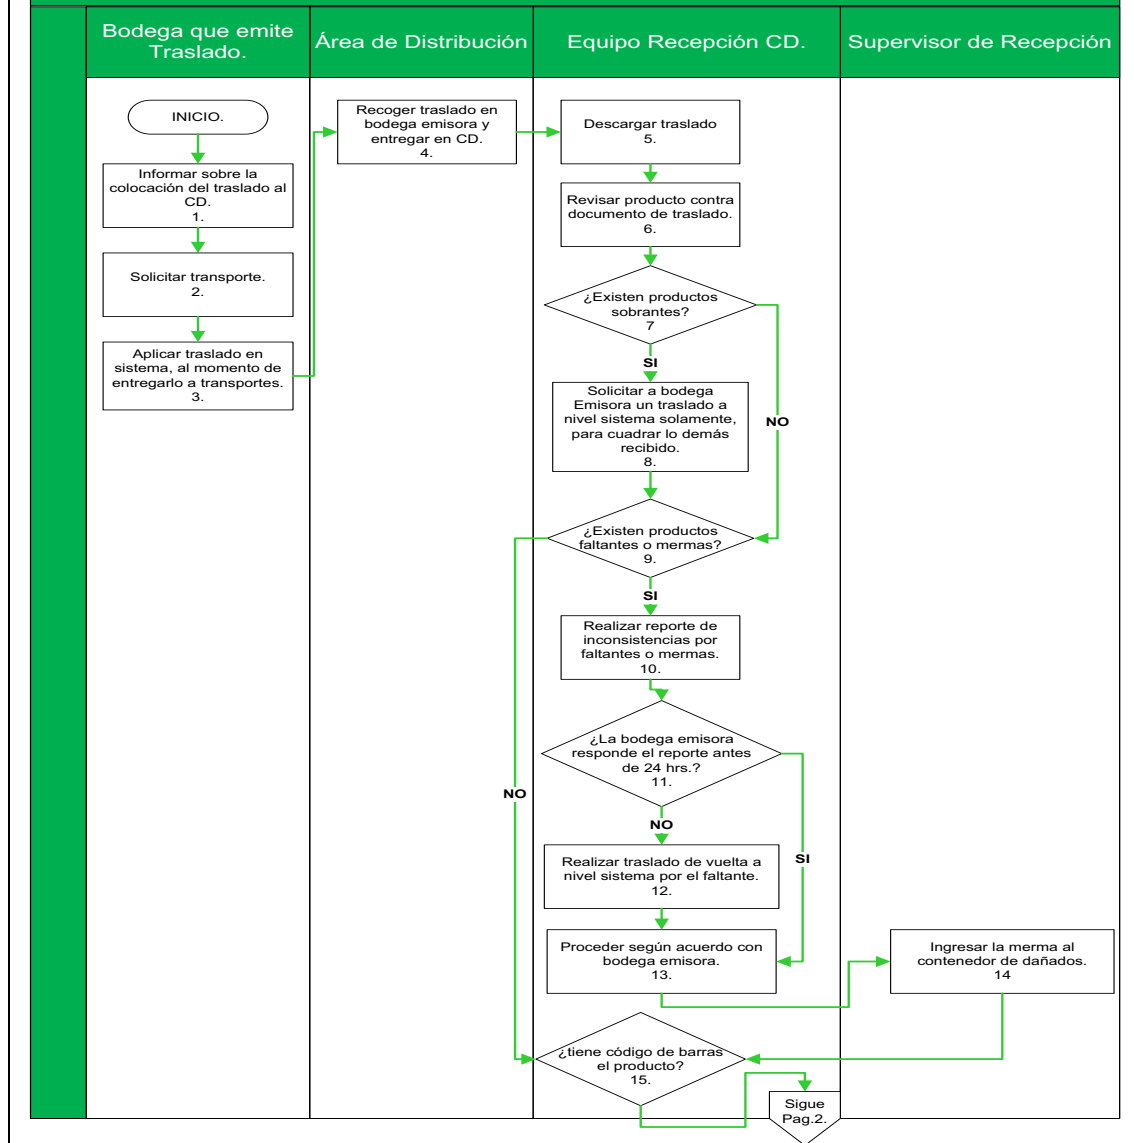 Bodega que emite
Traslado.
Área de Distribución
Equipo Recepción CD.
Supervisor de Recepción
INICIO.
Informar sobre la
colocación del traslado al
CD.
1.
Solicitar transporte.
2.
Aplicar traslado en
sistema, al momento de
entregarlo a transportes.
3.
Recoger traslado en
bodega emisora y
entregar en CD.
4.
Descargar traslado
5.
Revisar producto contra
documento de traslado.
6.
¿Existen productos
sobrantes?
7
SI
NO
Solicitar a bodega
Emisora un traslado a
nivel sistema solamente,
para cuadrar lo demás
recibido.
8.
¿Existen productos
faltantes o mermas?
9.
SI
NO
Realizar reporte de
inconsistencias por
faltantes o mermas.
10.
¿La bodega emisora
responde el reporte antes
de 24 hrs.?
11.
NO
SI
Realizar traslado de vuelta a
nivel sistema por el faltante.
12.
Proceder según acuerdo con
bodega emisora.
13.
Ingresar la merma al
contenedor de dañados.
14
¿tiene código de barras
el producto?
15.
Sigue
Pag.2.